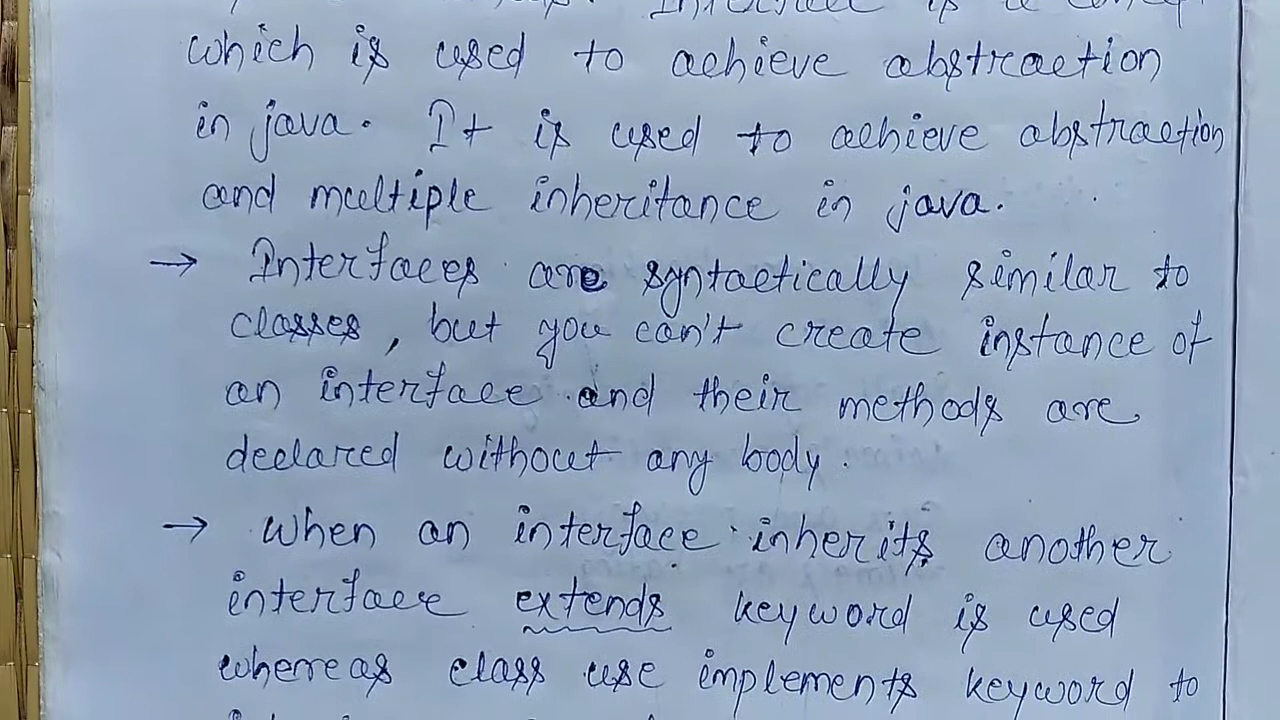 Interface is a concept
which is used to achieve abstraction
in java. It is used to achieve abstraction
and multiple inheritance in java.
→ Interfaces are syntactically similar to
classes, but you can't create instance of
an interface and their methods are
declared without any body.
→ When an interface inherits another
interface extends keyword is used
whereas class use implements keyword to